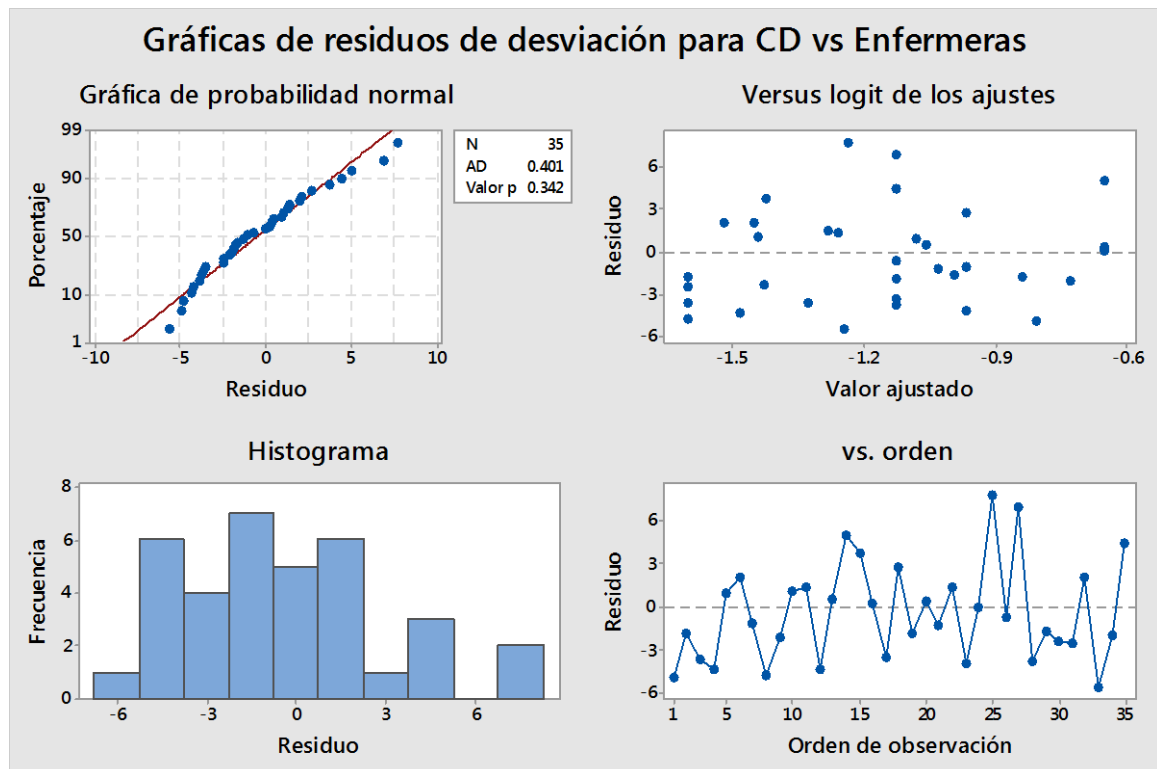 Gráficas de residuos de desviación para CD vs Enfermeras
Gráfica de probabilidad normal
99
90
50
10
1
Porcentaje
-10 -5 0 5 10
Residuo
N 35
AD 0.401
Valor p 0.342
Versus logit de los ajustes
6
3
0
-3
-6
Residuo
-1.5 -1.2 -0.9 -0.6
Valor ajustado
Histograma
8
6
4
2
0
Frecuencia
-6 -3 0 3 6
Residuo
vs. orden
6
3
0
-3
-6
Residuo
1 5 10 15 20 25 30 35
Orden de observación